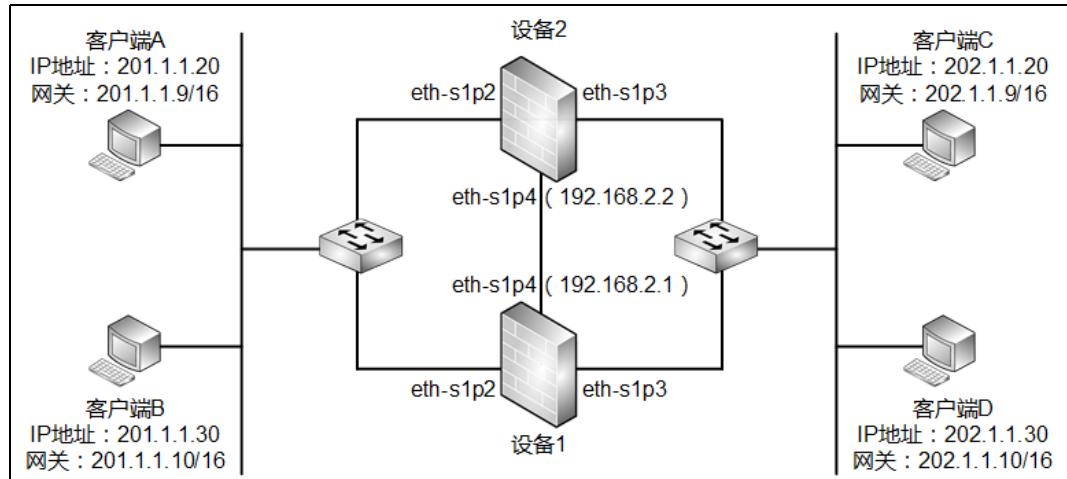 客户端A
IP地址：201.1.1.20
网关：201.1.1.9/16
设备2
eth-s1p2
eth-s1p3
eth-s1p4（192.168.2.2）
客户端C
IP地址：202.1.1.20
网关：202.1.1.9/16
eth-s1p4（192.168.2.1）
eth-s1p2
eth-s1p3
设备1
客户端B
IP地址：201.1.1.30
网关：201.1.1.10/16
客户端D
IP地址：202.1.1.30
网关：202.1.1.10/16